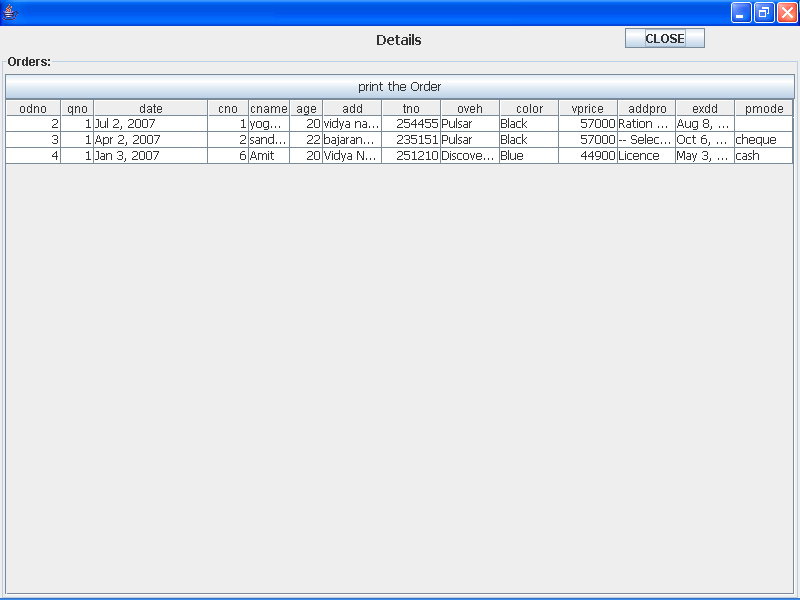 Details
CLOSE
Orders:
print the Order
odno qno date cno cname age add tno oveh color vprice addpro exdd pmode
2 1 Jul 2, 2007 1 yog... 20 vidya na... 254455 Pulsar Black 57000 Ration ... Aug 8, ...
3 1 Apr 2, 2007 2 sand... 22 bajaran... 235151 Pulsar Black 57000 -- Selec... Oct 6, ... cheque
4 1 Jan 3, 2007 6 Amit 20 Vidya N... 251210 Discove... Blue 44900 Licence May 3, ... cash